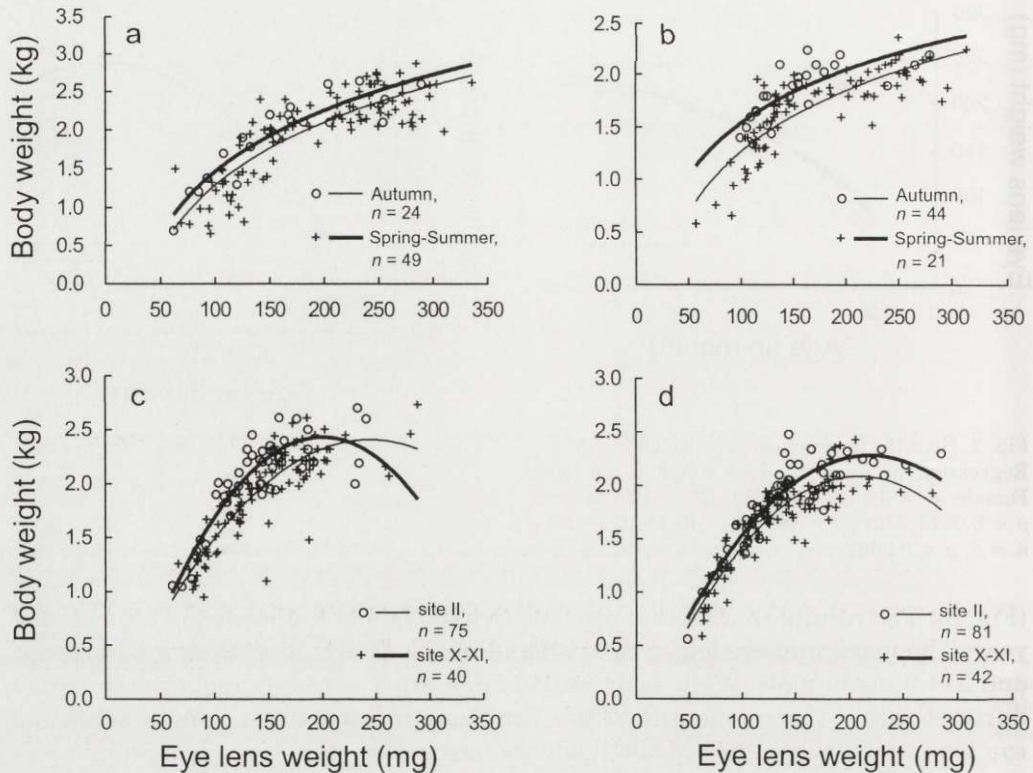 a
Body weight (kg)
3.5
3.0
2.5
2.0
1.5
1.0
0.5
0.0
Autumn,
n = 24
Spring-Summer,
n = 49
0 50 100 150 200 250 300 350
b
2.5
2.0
1.5
1.0
0.5
0.0
Autumn,
n = 44
Spring-Summer,
n = 21
0 50 100 150 200 250 300 350
c
Body weight (kg)
3.0
2.5
2.0
1.5
1.0
0.5
0.0
site II,
n = 75
site X-XI,
n = 40
0 50 100 150 200 250 300 350
Eye lens weight (mg)
d
3.0
2.5
2.0
1.5
1.0
0.5
0.0
site II,
n = 81
site X-XI,
n = 42
0 50 100 150 200 250 300 350
Eye lens weight (mg)